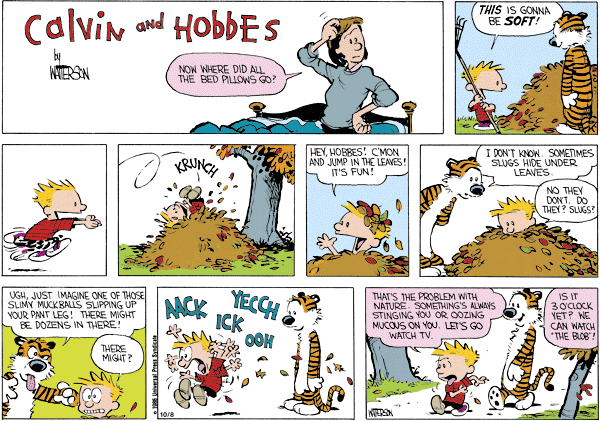 Calvin and HOBBES
by
WATTERSON
NOW WHERE DID ALL
THE BED PILLOWS GO?
THIS IS GONNA
BE SOFT!
KRUNCH
HEY, HOBBES! C'MON
AND JUMP IN THE LEAVES!
IT'S FUN!
I DON'T KNOW. SOMETIMES
SLUGS HIDE UNDER
LEAVES.
NO THEY
DON'T. DO
THEY? SLUGS?
UGH, JUST IMAGINE ONE OF THOSE
SLIMY MUCKBALLS SLIPPING UP
YOUR PANT LEG! THERE MIGHT
BE DOZENS IN THERE!
THERE
MIGHT?
AACK
YECCH
ICK
OOH
© 1986 Universal Press Syndicate
10/8
THAT'S THE PROBLEM WITH
NATURE. SOMETHING'S ALWAYS
STINGING YOU OR OOZING
MUCOUS ON YOU. LET'S GO
WATCH TV.
IS IT
3 O'CLOCK
YET? WE
CAN WATCH
"THE BLOB"!
WATTERSON